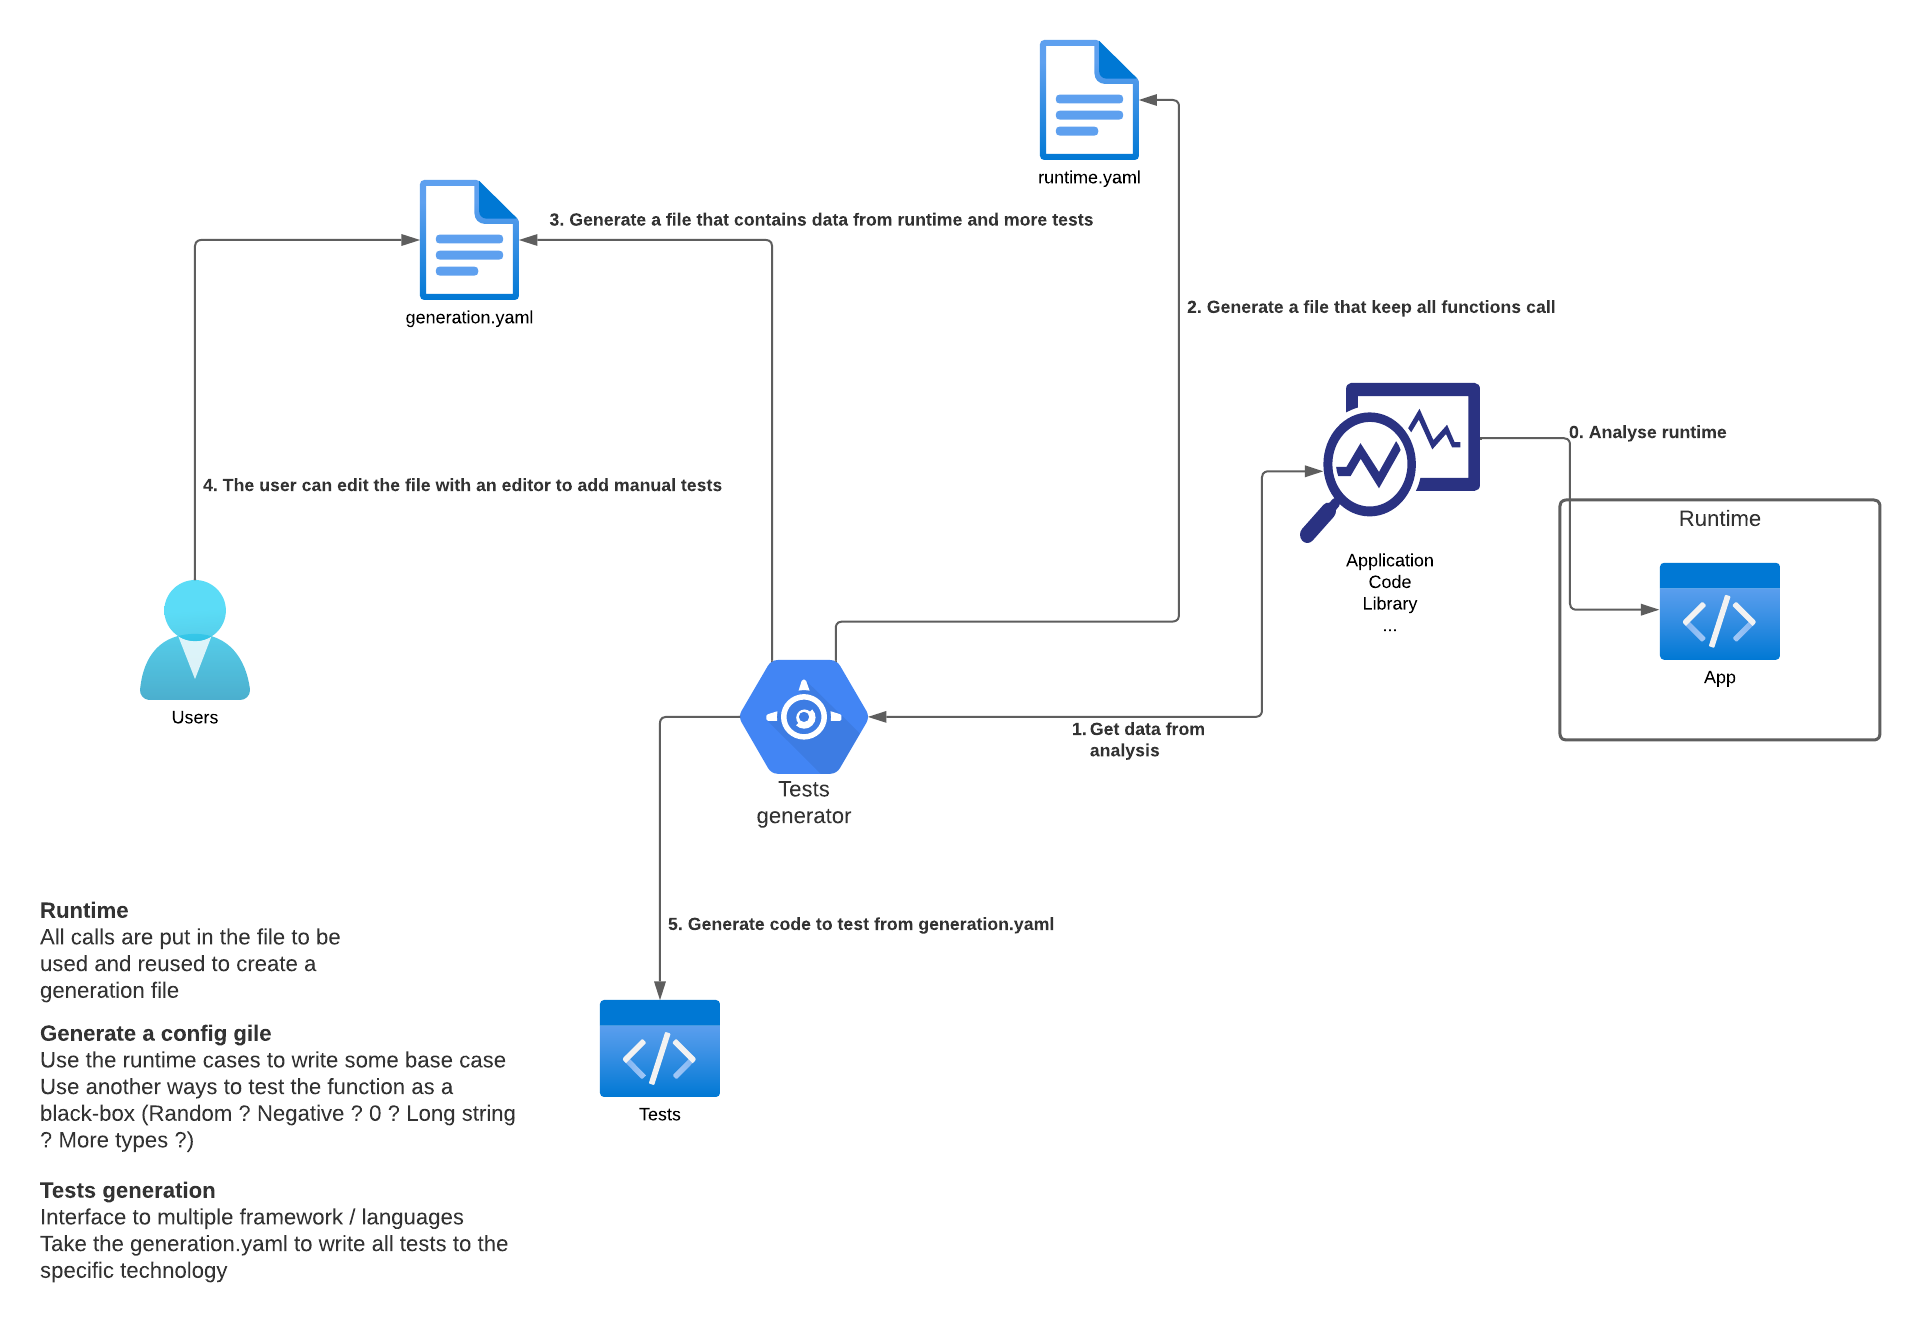 runtime.yaml
3. Generate a file that contains data from runtime and more tests
generation.yaml
2. Generate a file that keep all functions call
0. Analyse runtime
4. The user can edit the file with an editor to add manual tests
Runtime
Application
Code
Library
...
App
Users
1. Get data from
analysis
Tests
generator
5. Generate code to test from generation.yaml
Tests
Runtime
All calls are put in the file to be
used and reused to create a
generation file
Generate a config gile
Use the runtime cases to write some base case
Use another ways to test the function as a
black-box (Random ? Negative ? 0 ? Long string
? More types ?)
Tests generation
Interface to multiple framework / languages
Take the generation.yaml to write all tests to the
specific technology